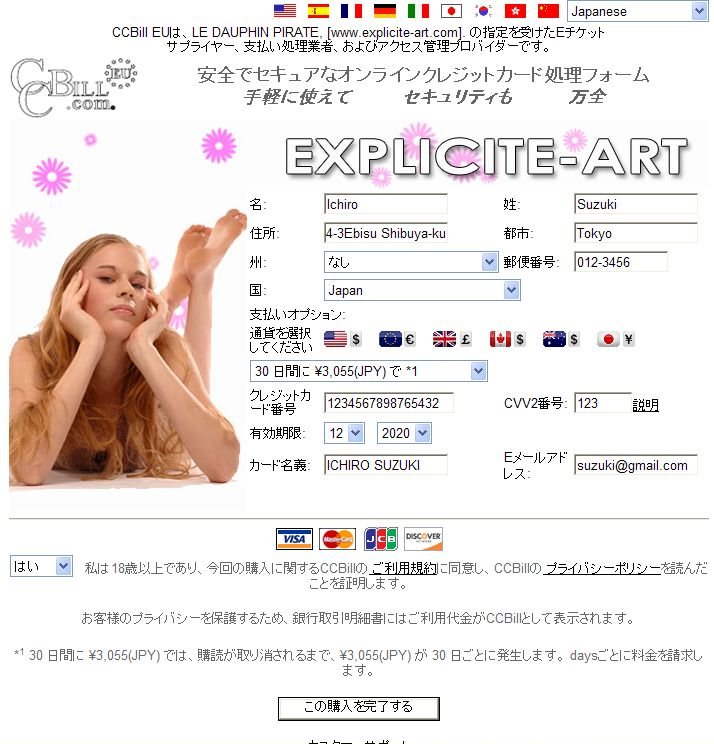 Japanese
CCBill EUは、LE DAUPHIN PIRATE, [www.explicite-art.com]. の指定を受けたEチケット
サプライヤー、支払い処理業者、およびアクセス管理プロバイダーです。
CCBILL EU .com.
安全でセキュアなオンラインクレジットカード処理フォーム
手軽に使えて セキュリティも 万全
EXPLICITE-ART
名: Ichiro 姓: Suzuki
住所: 4-3Ebisu Shibuya-ku 都市: Tokyo
州: なし 郵便番号: 012-3456
国: Japan
支払いオプション:
通貨を選択
してください $ € £ $ $ ¥
30 日間に ¥3,055(JPY) で *1
クレジットカ
ード番号 1234567898765432 CVV2番号: 123 説明
有効期限: 12 2020
カード名義: ICHIRO SUZUKI Eメールアド
レス: suzuki@gmail.com
VISA MasterCard JCB DISCOVER NETWORK
はい 私は18歳以上であり、今回の購入に関するCCBillの ご利用規約に同意し、CCBillの プライバシーポリシーを読んだ
ことを証明します。
お客様のプライバシーを保護するため、銀行取引明細書にはご利用代金がCCBillとして表示されます。
*1 30 日間に ¥3,055(JPY) では、購読が取り消されるまで、¥3,055(JPY) が 30 日ごとに発生します。daysごとに料金を請求し
ます。
この購入を完了する